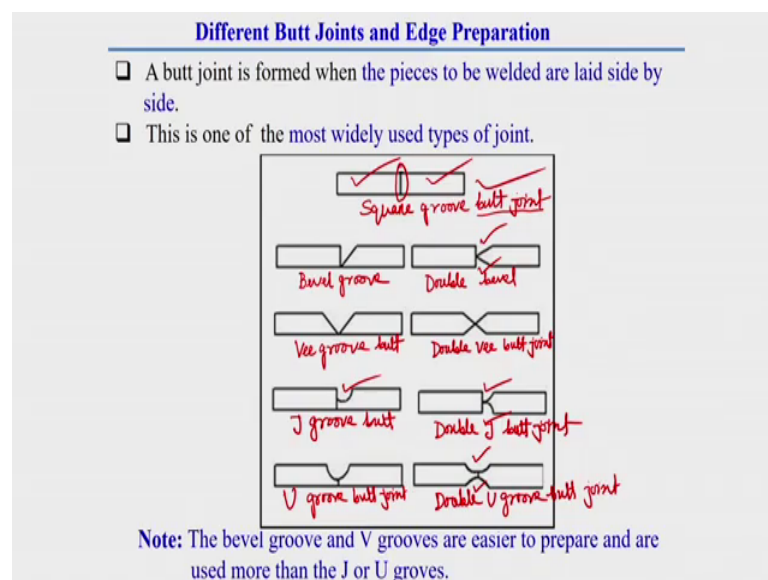 Different Butt Joints and Edge Preparation
❑ A butt joint is formed when the pieces to be welded are laid side by
side.
❑ This is one of the most widely used types of joint.
Square groove butt joint
Bevel groove
Double bevel
Vee groove butt
Double vee butt joint
J groove butt
Double J butt joint
U groove butt joint
Double U groove butt joint
Note: The bevel groove and V grooves are easier to prepare and are
used more than the J or U groves.